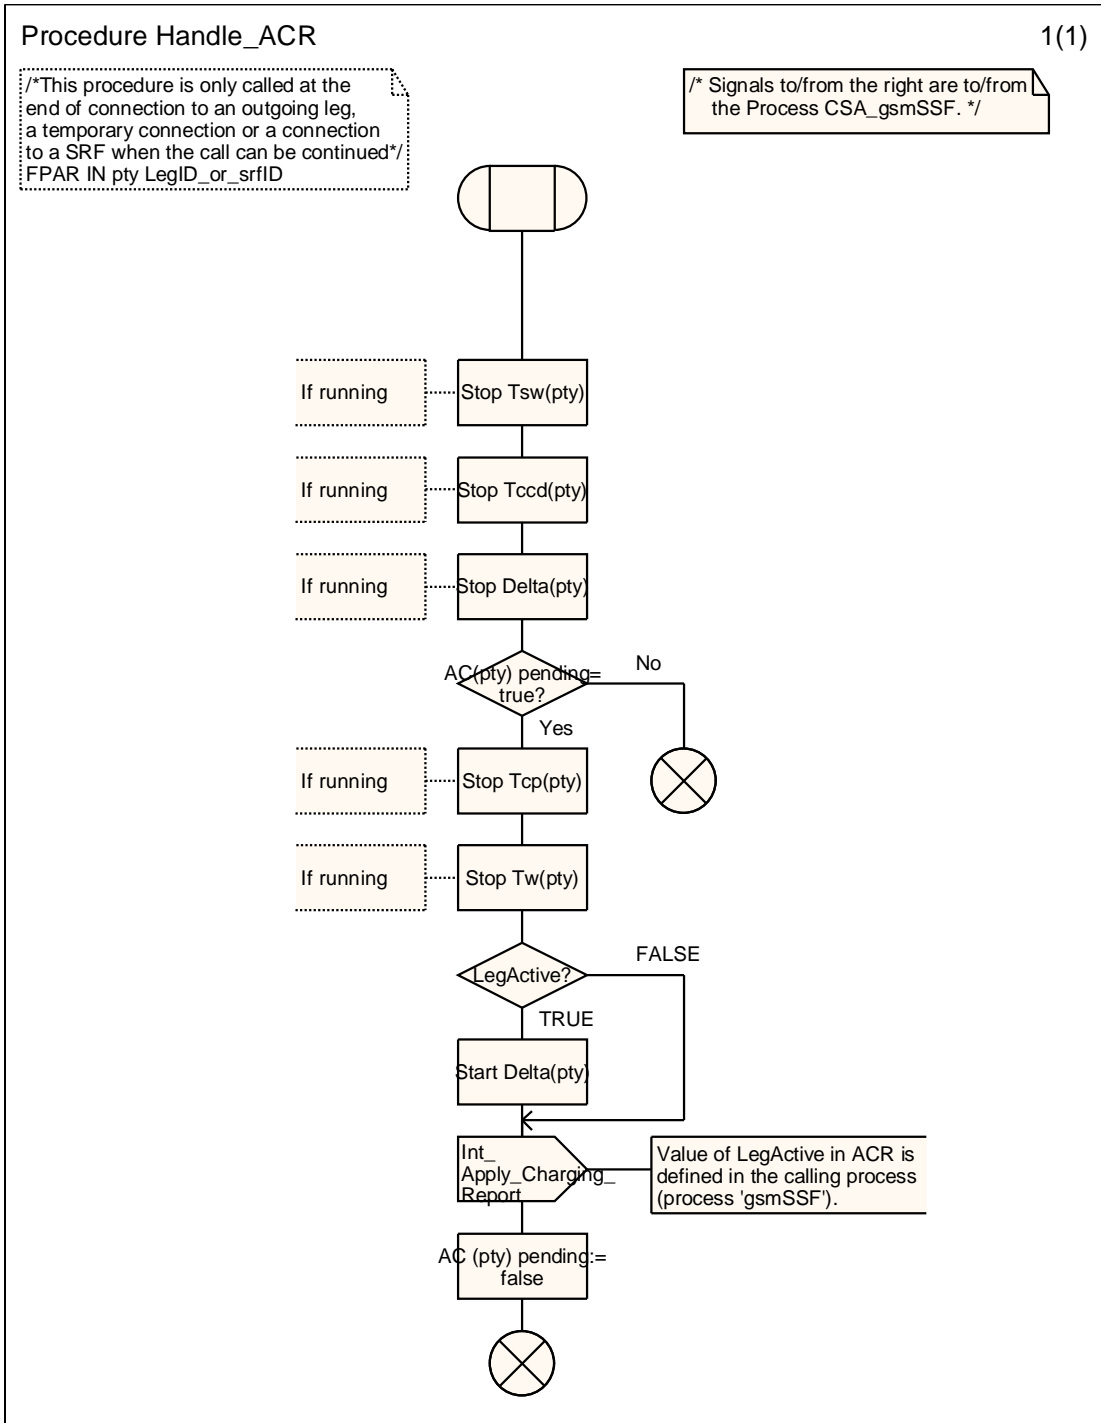 Procedure Handle_ACR
1(1)
/*This procedure is only called at the
end of connection to an outgoing leg,
a temporary connection or a connection
to a SRF when the call can be continued*/
FPAR IN pty LegID_or_srfID
/* Signals to/from the right are to/from
the Process CSA_gsmSSF. */
If running
Stop Tsw(pty)
If running
Stop Tccd(pty)
If running
Stop Delta(pty)
AC(pty) pending=
true?
No
Yes
If running
Stop Tcp(pty)
If running
Stop Tw(pty)
LegActive?
FALSE
TRUE
Start Delta(pty)
Int_
Apply_Charging_
Report
Value of LegActive in ACR is
defined in the calling process
(process 'gsmSSF').
AC (pty) pending:=
false